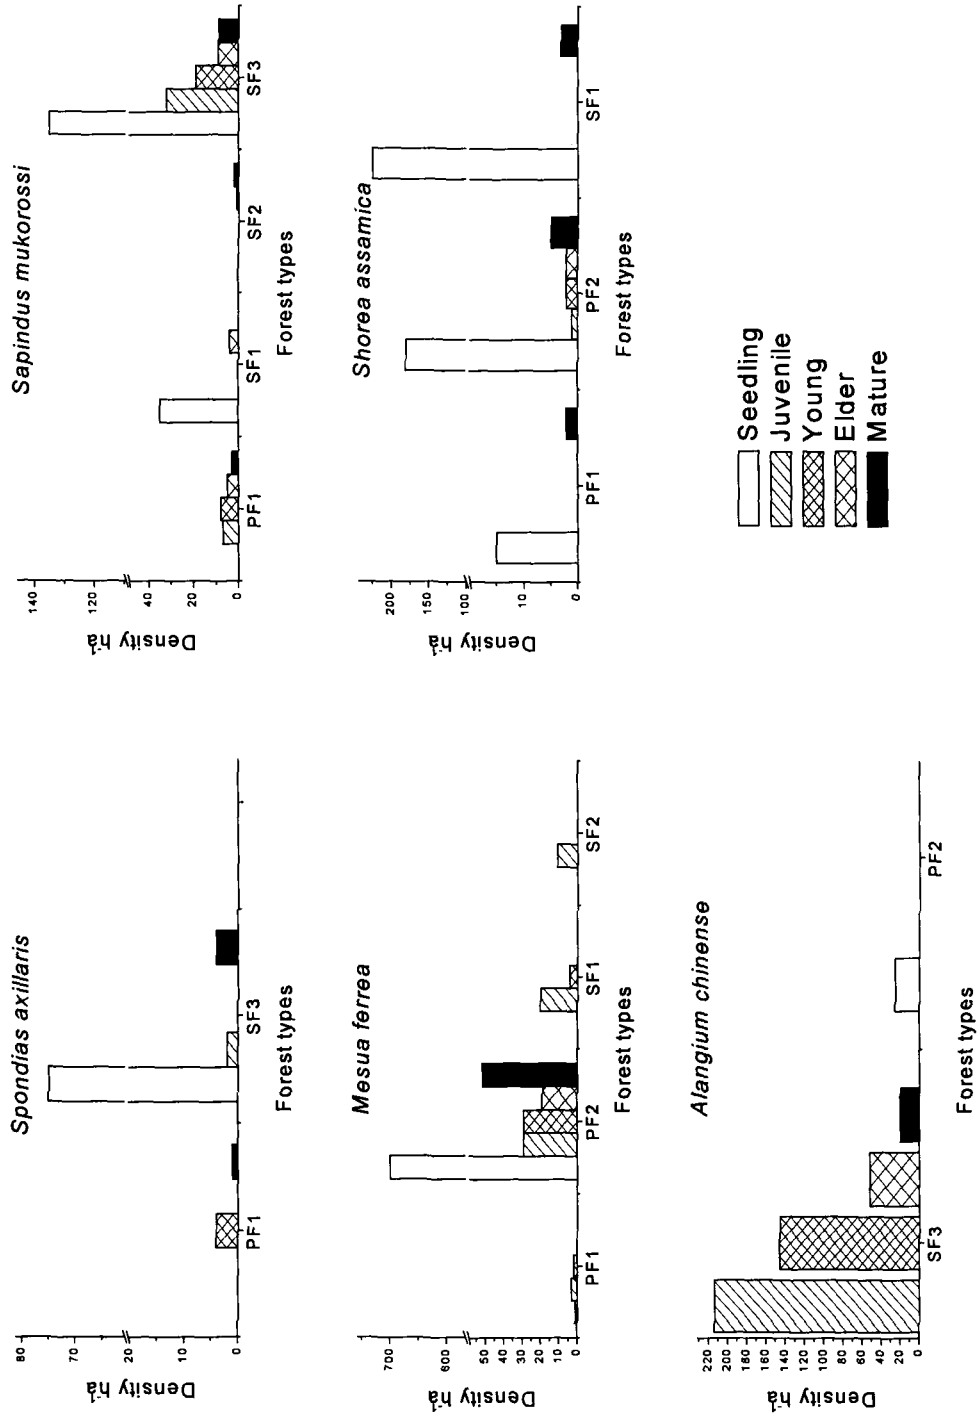 Spondias axillaris
80
70
10
0
Density ha-1
PF1
SF3
Forest types
Sapindus mukorossi
140
120
40
20
0
Density ha-1
PF1
SF1
SF2
SF3
Forest types
Mesua ferrea
700
600
50
40
30
20
10
0
Density ha-1
PF1
PF2
SF1
SF2
Forest types
Shorea assamica
200
150
100
10
0
Density ha-1
PF1
PF2
SF1
Forest types
Alangium chinense
220
180
140
100
80
60
40
20
0
Density ha-1
SF3
PF2
Forest types
Seedling
Juvenile
Young
Elder
Mature